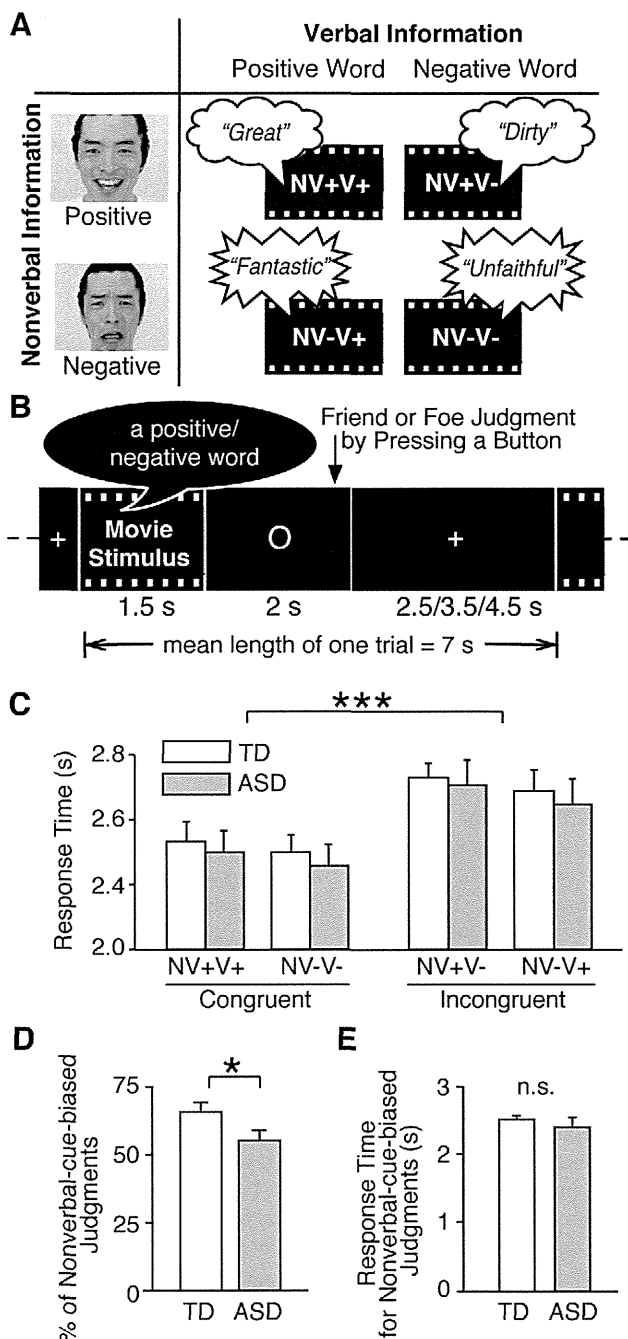 A
Verbal Information
Positive Word Negative Word
Nonverbal Information
Positive
Negative
"Great"
NV+V+
"Dirty"
NV+V-
"Fantastic"
NV-V+
"Unfaithful"
NV-V-
B
a positive/
negative word
Friend or Foe Judgment
by Pressing a Button
+
Movie
Stimulus
O
+
1.5 s 2 s 2.5/3.5/4.5 s
mean length of one trial = 7 s
C
***
TD
ASD
Response Time (s)
2.8
2.6
2.4
2.0
NV+V+ NV-V- NV+V- NV-V+
Congruent Incongruent
D
*
% of Nonverbal-cue-biased
Judgments
75
50
25
0
TD ASD
E
n.s.
Response Time
for Nonverbal-cue-biased
Judgments (s)
3
2
1
0
TD ASD